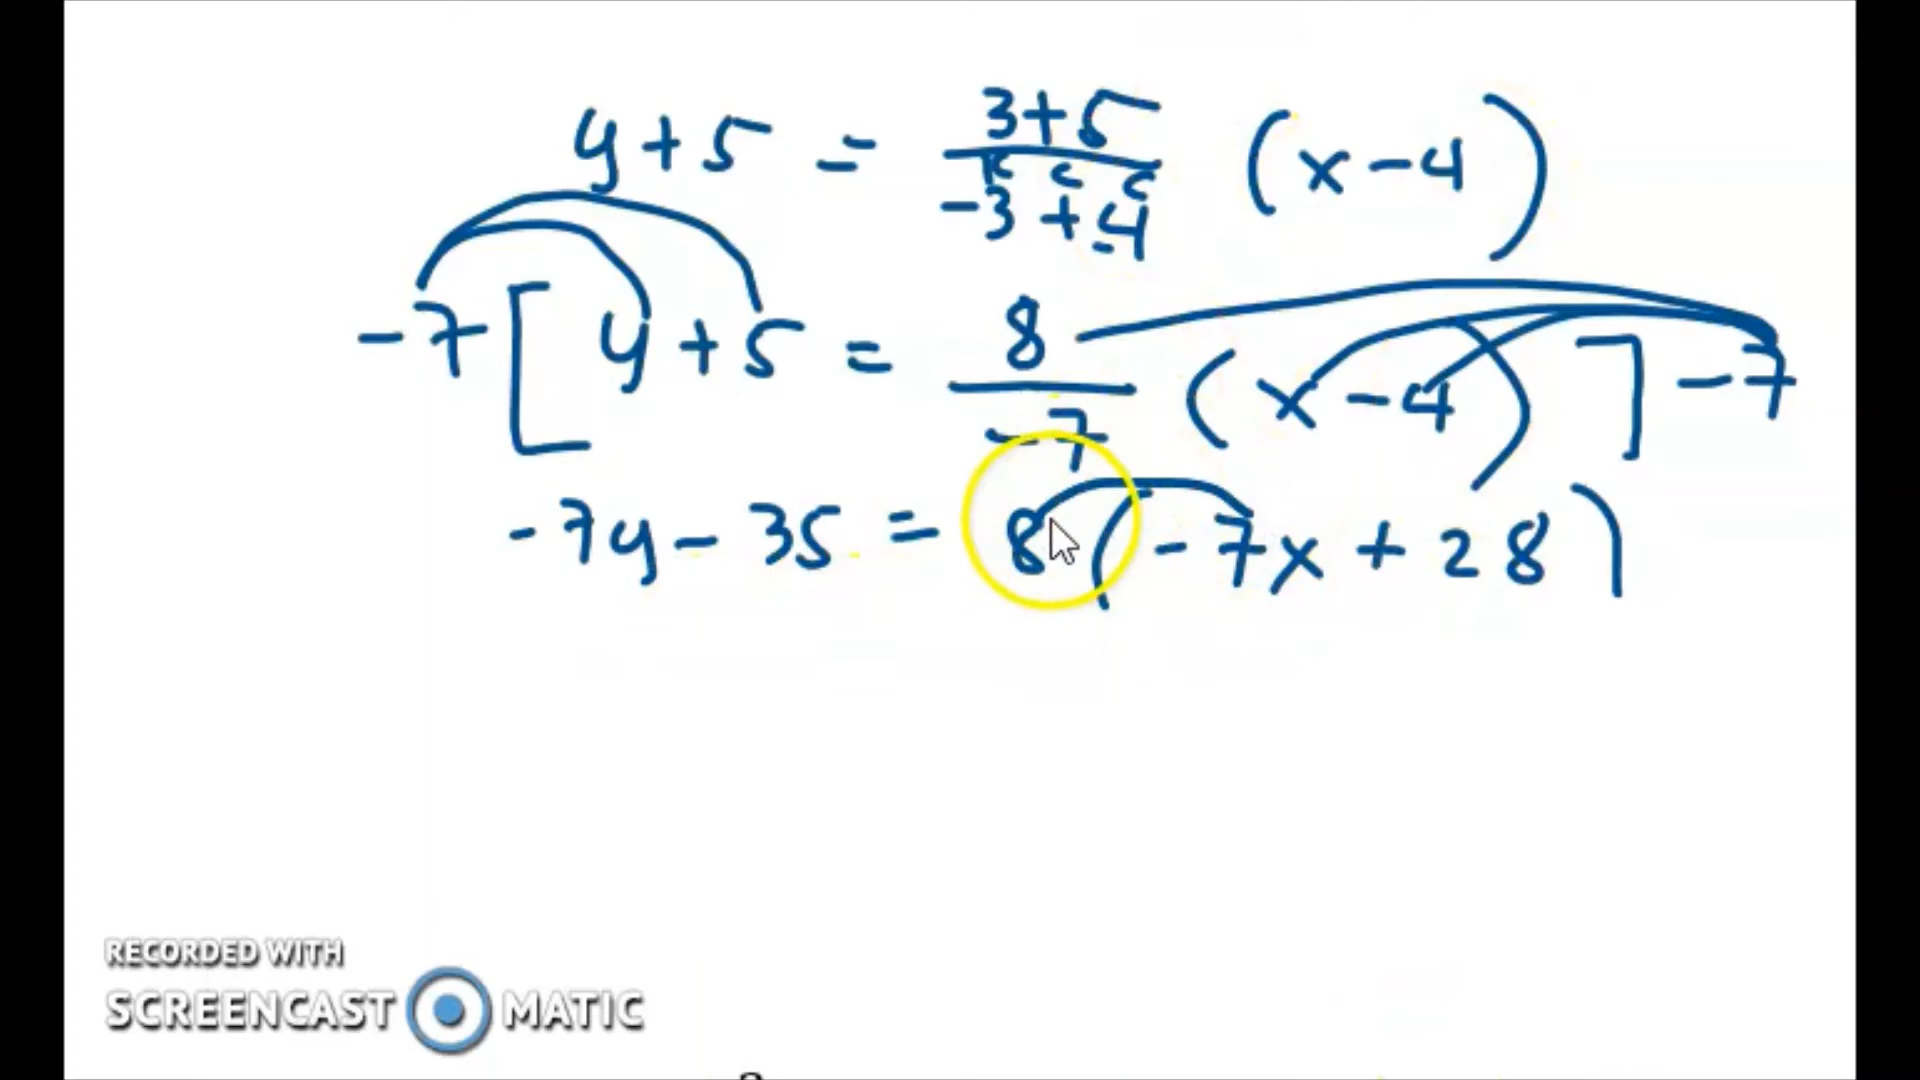 y + 5 = 3+5 (x-4)
-3 + -4
-7 [ y + 5 = 8 (x-4) ] -7
-7
-7y - 35 = 8 ( -7x + 28 )
RECORDED WITH
SCREENCAST MATIC